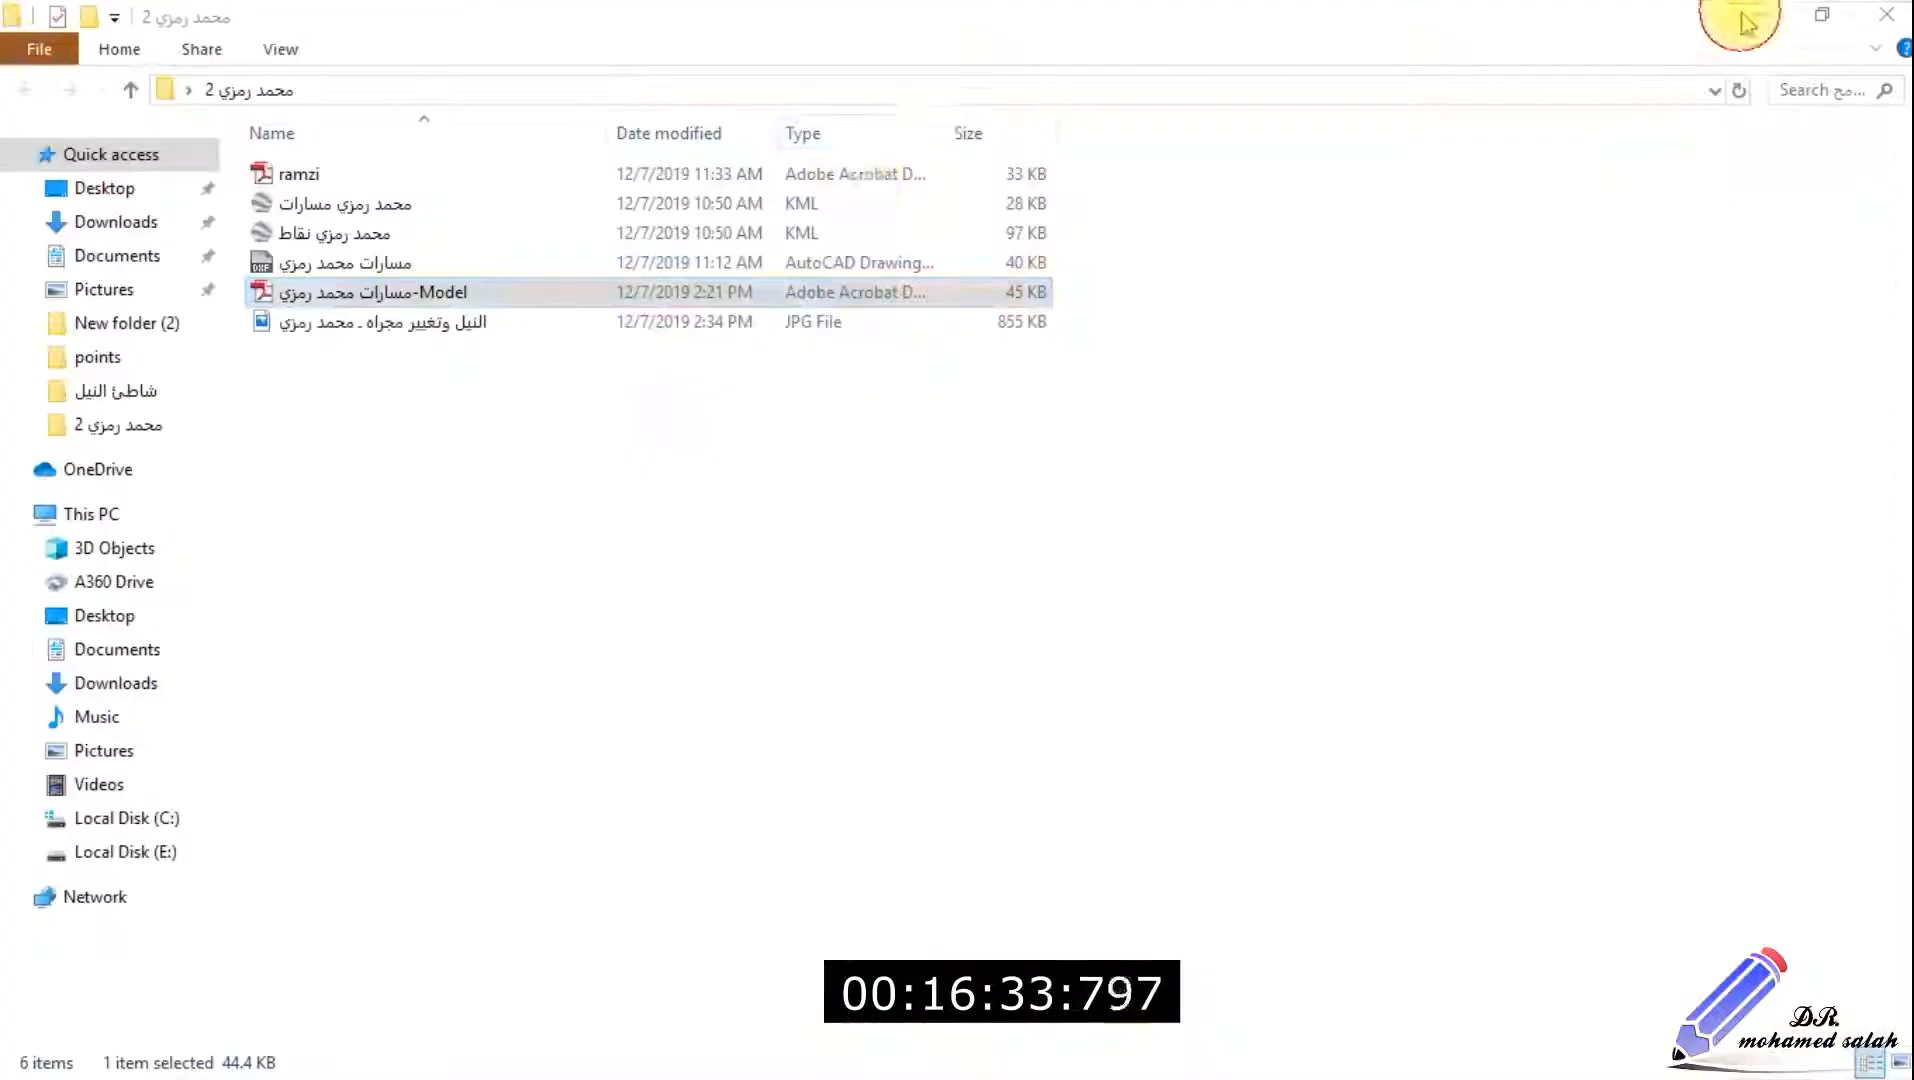 محمد رمزي 2
File Home Share View
محمد رمزي 2
Search مح...
Name Date modified Type Size
ramzi 12/7/2019 11:33 AM Adobe Acrobat D... 33 KB
محمد رمزي مسارات 12/7/2019 10:50 AM KML 28 KB
محمد رمزي نقاط 12/7/2019 10:50 AM KML 97 KB
مسارات محمد رمزي 12/7/2019 11:12 AM AutoCAD Drawing... 40 KB
مسارات محمد رمزي-Model 12/7/2019 2:21 PM Adobe Acrobat D... 45 KB
النيل وتغيير مجراه - محمد رمزي 12/7/2019 2:34 PM JPG File 855 KB
Quick access
Desktop
Downloads
Documents
Pictures
New folder (2)
points
شاطئ النيل
محمد رمزي 2
OneDrive
This PC
3D Objects
A360 Drive
Desktop
Documents
Downloads
Music
Pictures
Videos
Local Disk (C:)
Local Disk (E:)
Network
00:16:33:797
DR.
mohamed salah
6 items 1 item selected 44.4 KB